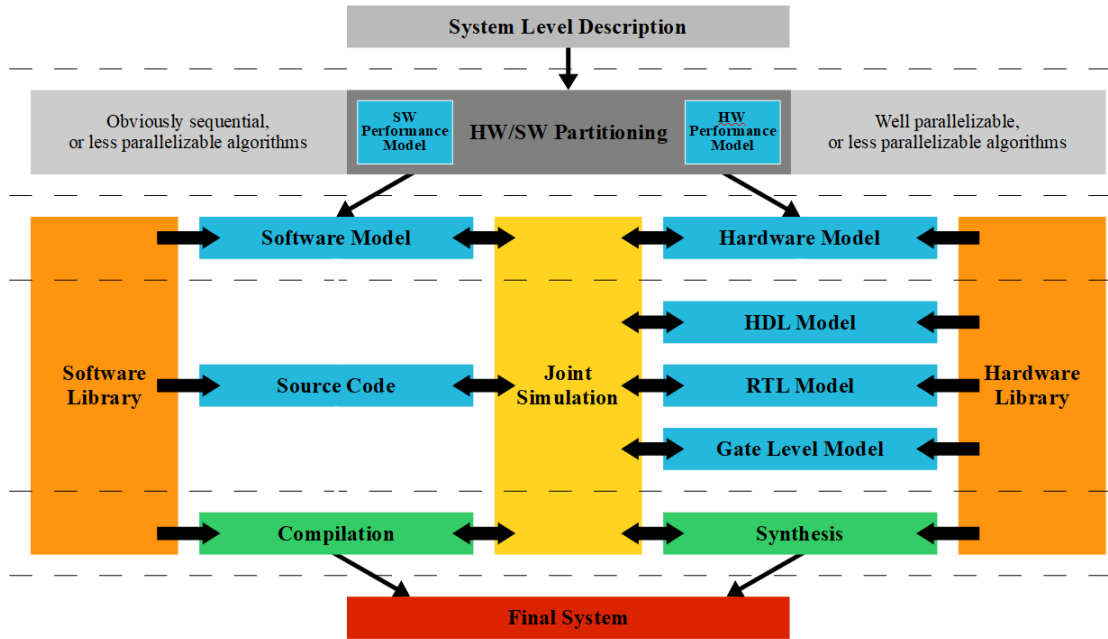 System Level Description
Obviously sequential,
or less parallelizable algorithms
SW
Performance
Model
HW/SW Partitioning
HW
Performance
Model
Well parallelizable,
or less parallelizable algorithms
Software Model
Hardware Model
HDL Model
Software
Library
Source Code
Joint
Simulation
RTL Model
Hardware
Library
Gate Level Model
Compilation
Synthesis
Final System